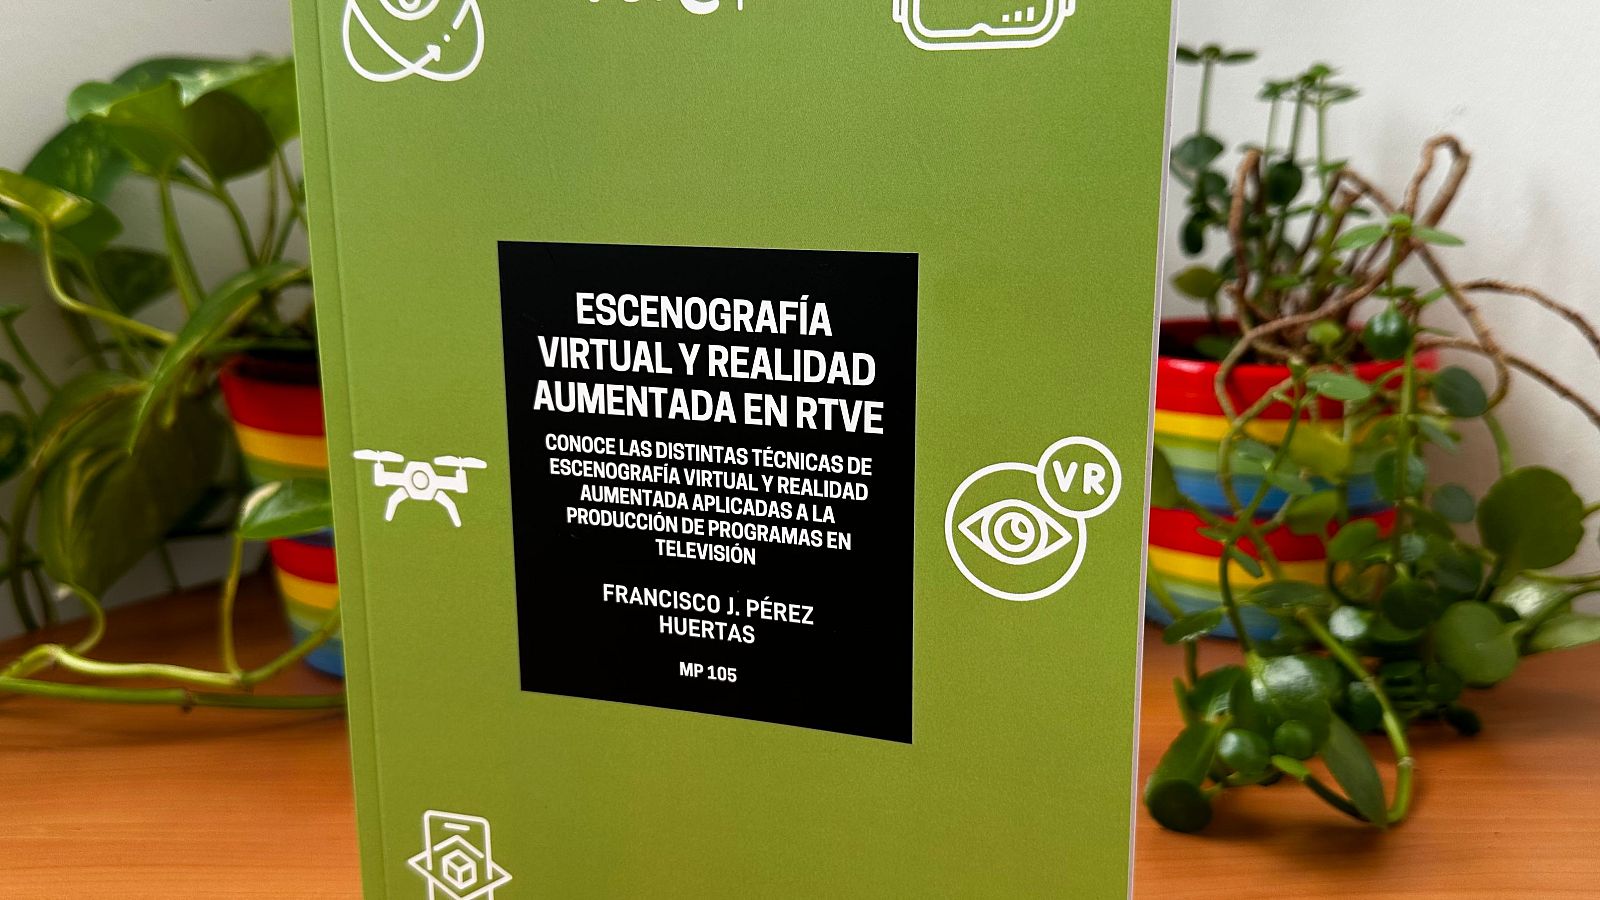 ESCENOGRAFÍA
VIRTUAL Y REALIDAD
AUMENTADA EN RTVE
CONOCE LAS DISTINTAS TÉCNICAS DE
ESCENOGRAFÍA VIRTUAL Y REALIDAD
AUMENTADA APLICADAS A LA
PRODUCCIÓN DE PROGRAMAS EN
TELEVISIÓN
FRANCISCO J. PÉREZ
HUERTAS
MP 105
VR